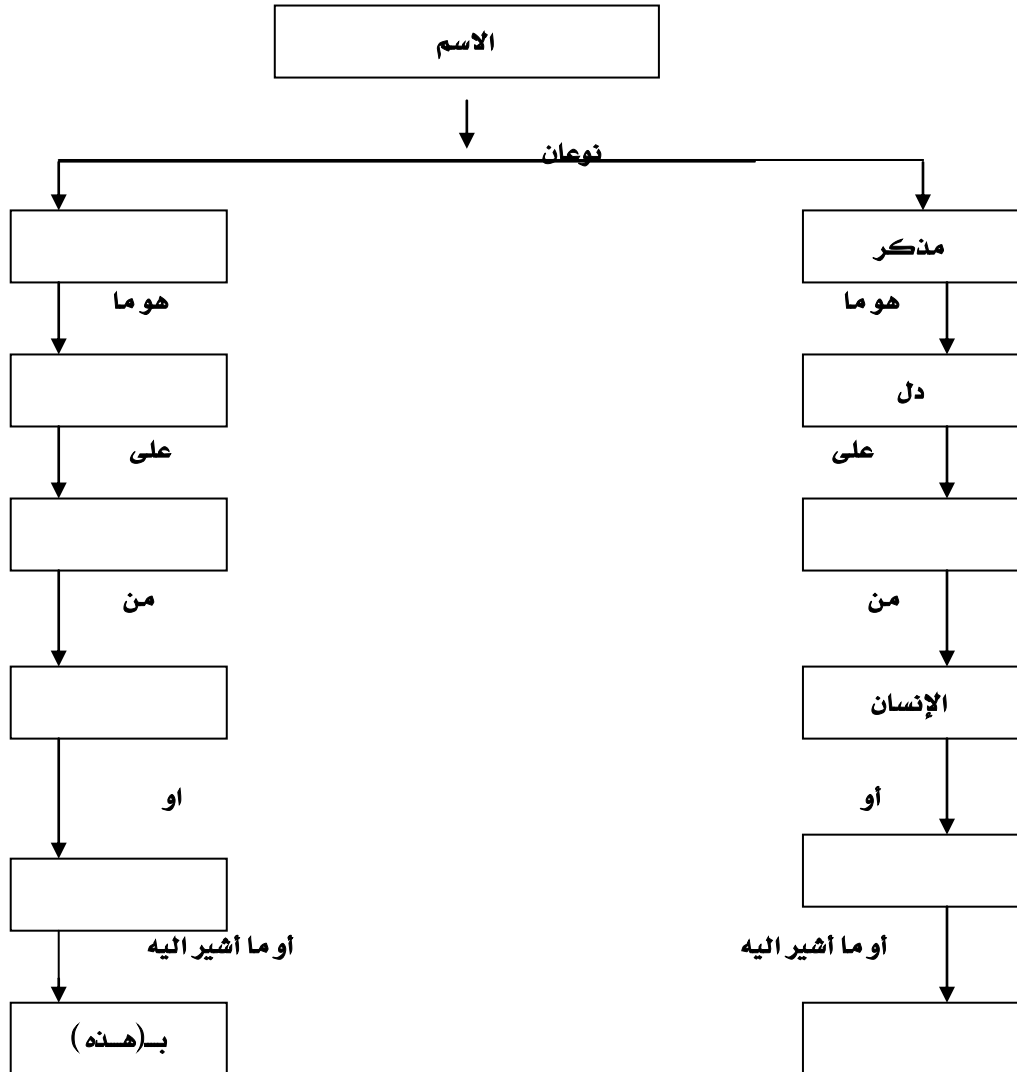 الاسم
نوعان
مذكر
هو ما
هو ما
دل
على
على
من
من
الإنسان
أو
او
أو ما أشير اليه
أو ما أشير اليه
بـ(هـذه )